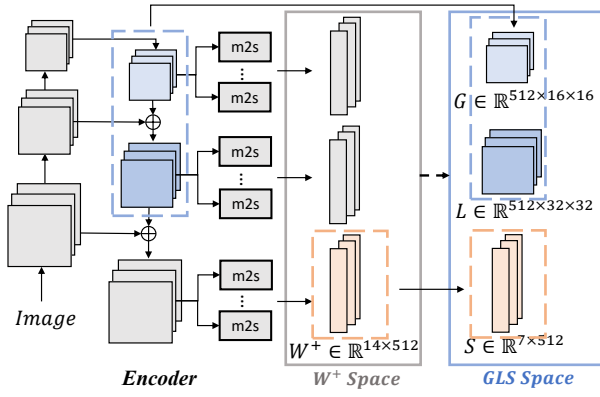 m2s
⋮
m2s
G ∈ ℝ^{512×16×16}
m2s
⋮
m2s
L ∈ ℝ^{512×32×32}
m2s
⋮
m2s
Image
W⁺ ∈ ℝ^{14×512}
S ∈ ℝ^{7×512}
Encoder
W⁺ Space
GLS Space